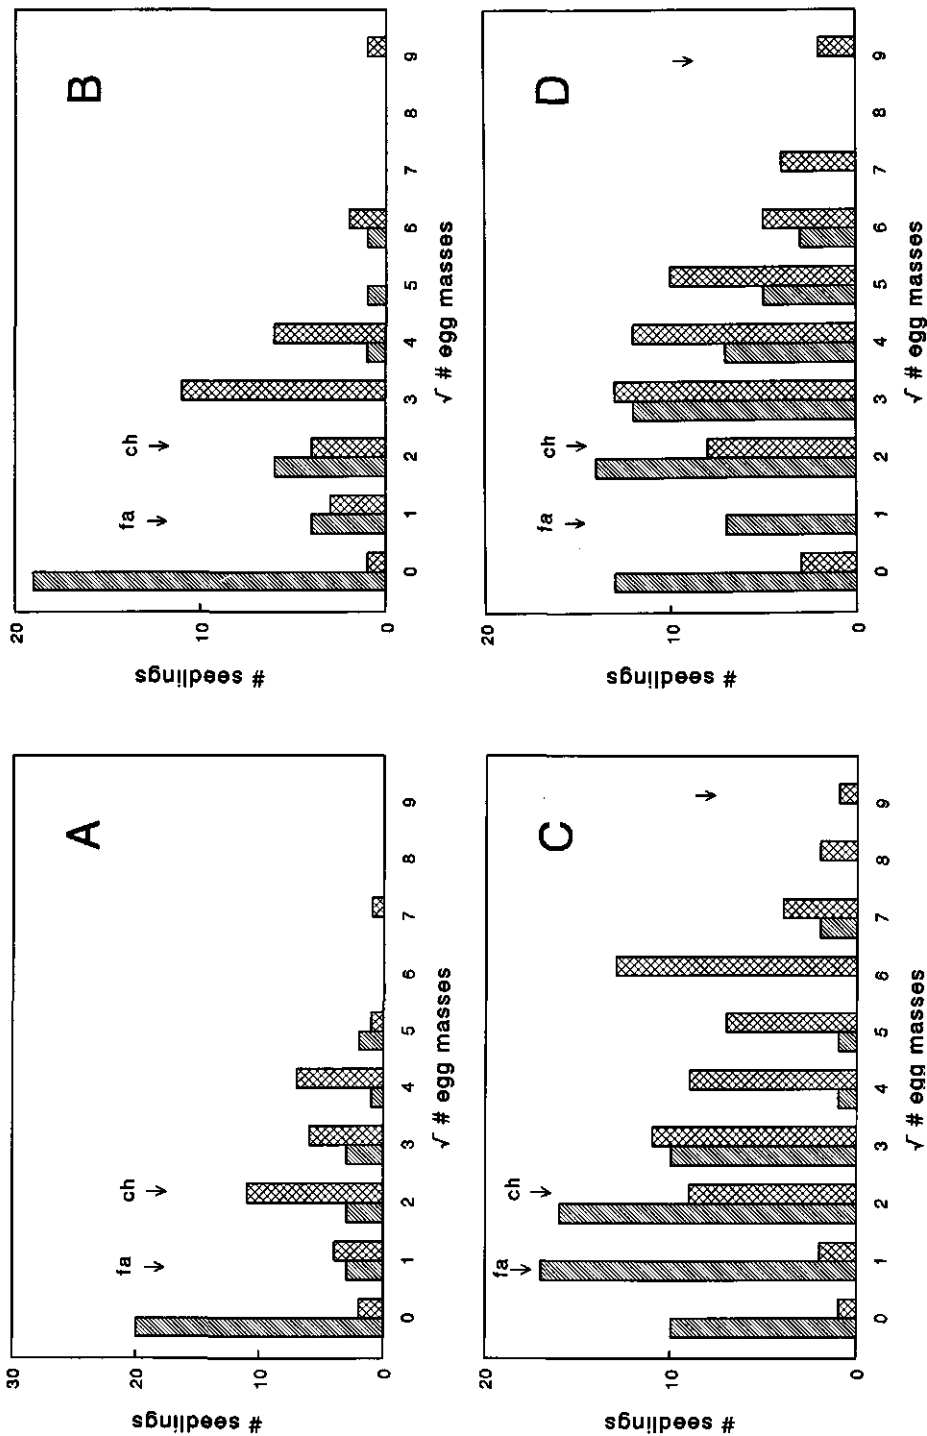 A
# seedlings
30
20
10
0
fa
ch
0 1 2 3 4 5 6 7 8 9
√ # egg masses
B
# seedlings
20
10
0
fa
ch
0 1 2 3 4 5 6 7 8 9
√ # egg masses
C
# seedlings
20
10
0
fa
ch
0 1 2 3 4 5 6 7 8 9
√ # egg masses
D
# seedlings
20
10
0
fa
ch
0 1 2 3 4 5 6 7 8 9
√ # egg masses